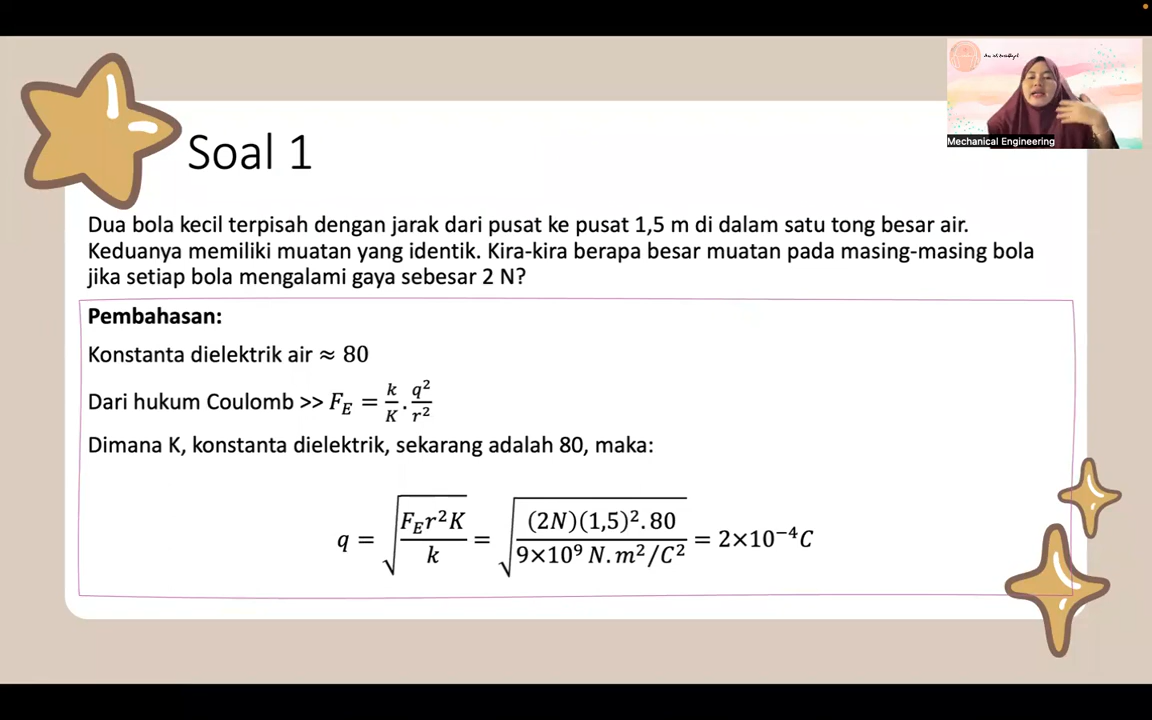 Mechanical Engineering
Soal 1
Dua bola kecil terpisah dengan jarak dari pusat ke pusat 1,5 m di dalam satu tong besar air.
Keduanya memiliki muatan yang identik. Kira-kira berapa besar muatan pada masing-masing bola
jika setiap bola mengalami gaya sebesar 2 N?
Pembahasan:
Konstanta dielektrik air ≈ 80
Dari hukum Coulomb >> F_E = k/K . q²/r²
Dimana K, konstanta dielektrik, sekarang adalah 80, maka:
q = √(F_E r² K / k) = √((2N)(1,5)². 80 / 9×10⁹ N.m²/C²) = 2×10⁻⁴C